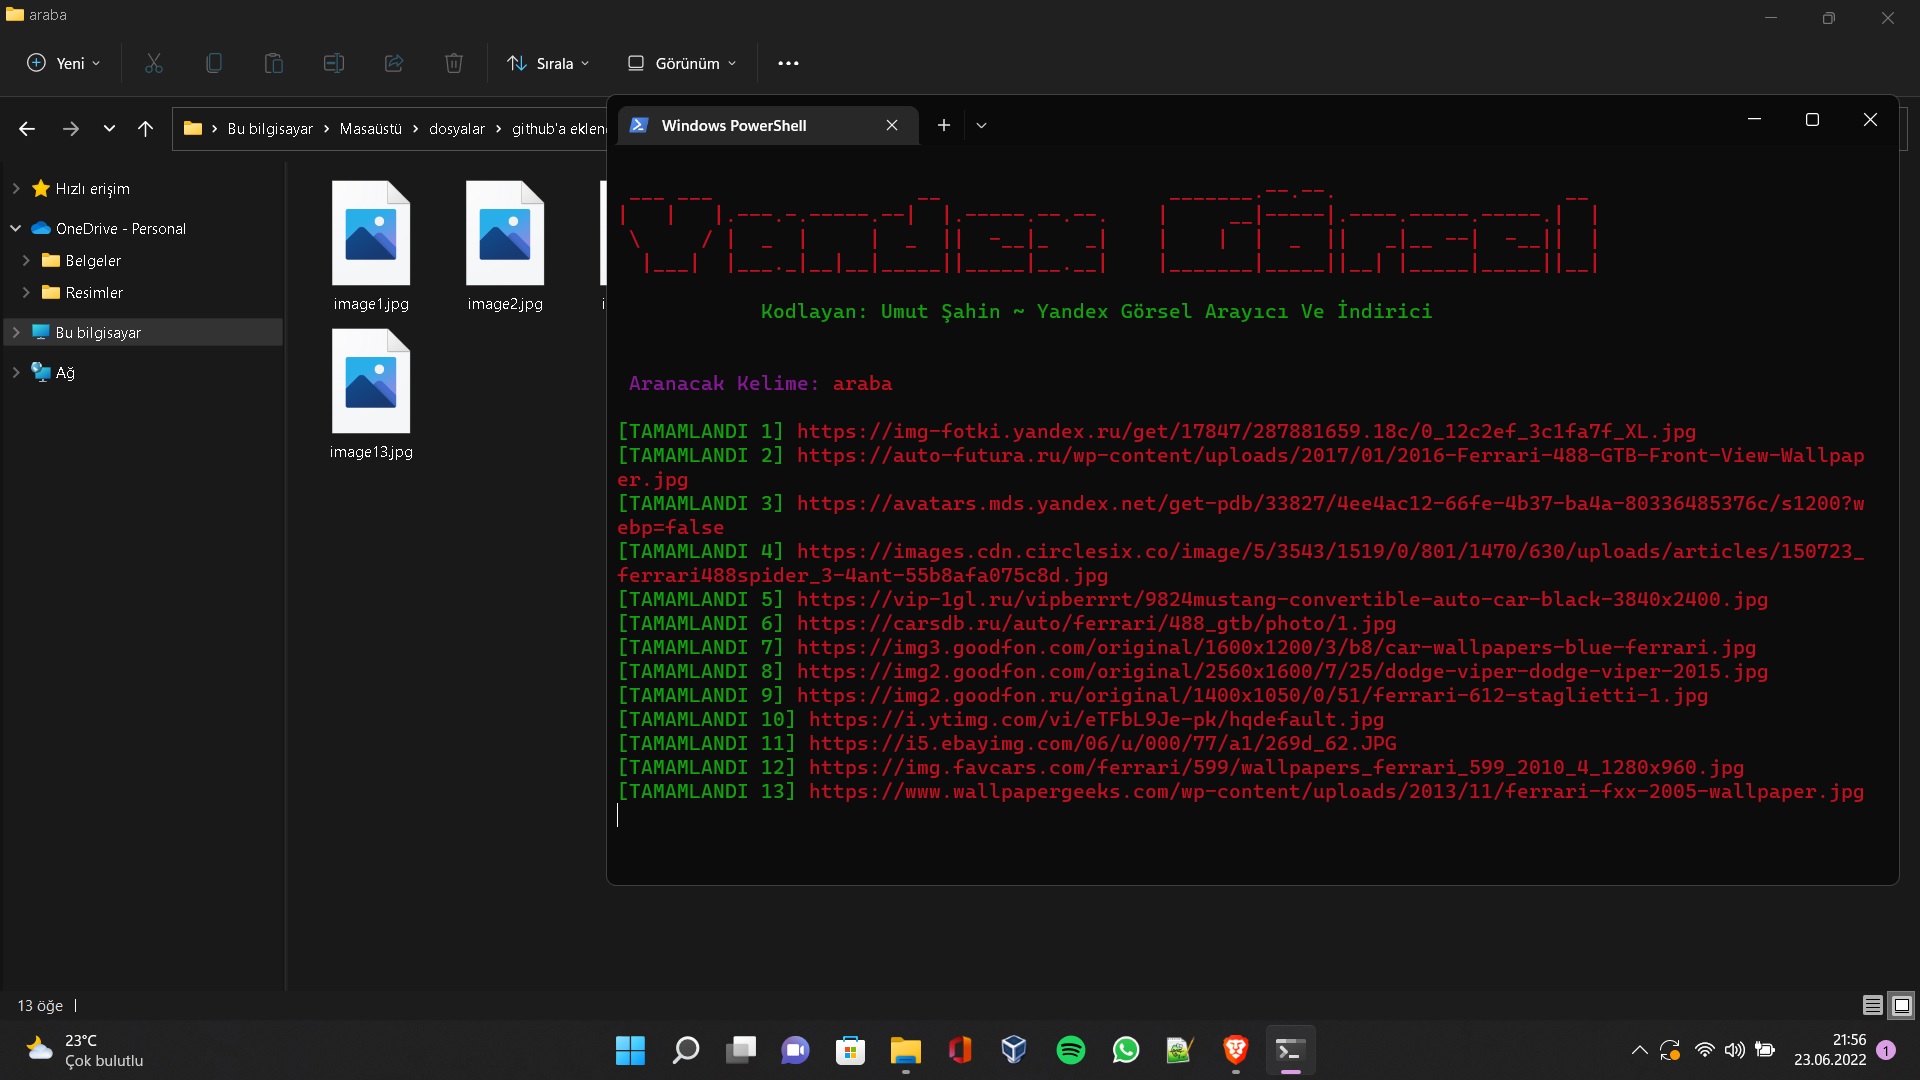 araba
Yeni
Sırala
Görünüm
Bu bilgisayar
Masaüstü
dosyalar
github'a eklen
Windows PowerShell
Hızlı erişim
OneDrive - Personal
Belgeler
Resimler
Bu bilgisayar
Ağ
image1.jpg
image2.jpg
image13.jpg
Yandex Görsel
Kodlayan: Umut Şahin ~ Yandex Görsel Arayıcı Ve İndirici
Aranacak Kelime: araba
[TAMAMLANDI 1] https://img-fotki.yandex.ru/get/17847/287881659.18c/0_12c2ef_3c1fa7f_XL.jpg
[TAMAMLANDI 2] https://auto-futura.ru/wp-content/uploads/2017/01/2016-Ferrari-488-GTB-Front-View-Wallpap
er.jpg
[TAMAMLANDI 3] https://avatars.mds.yandex.net/get-pdb/33827/4ee4ac12-66fe-4b37-ba4a-80336485376c/s1200?w
ebp=false
[TAMAMLANDI 4] https://images.cdn.circlesix.co/image/5/3543/1519/0/801/1470/630/uploads/articles/150723_
ferrari488spider_3-4ant-55b8afa075c8d.jpg
[TAMAMLANDI 5] https://vip-1gl.ru/vipberrrt/9824mustang-convertible-auto-car-black-3840x2400.jpg
[TAMAMLANDI 6] https://carsdb.ru/auto/ferrari/488_gtb/photo/1.jpg
[TAMAMLANDI 7] https://img3.goodfon.com/original/1600x1200/3/b8/car-wallpapers-blue-ferrari.jpg
[TAMAMLANDI 8] https://img2.goodfon.com/original/2560x1600/7/25/dodge-viper-dodge-viper-2015.jpg
[TAMAMLANDI 9] https://img2.goodfon.ru/original/1400x1050/0/51/ferrari-612-staglietti-1.jpg
[TAMAMLANDI 10] https://i.ytimg.com/vi/eTFbL9Je-pk/hqdefault.jpg
[TAMAMLANDI 11] https://i5.ebayimg.com/06/u/000/77/a1/269d_62.JPG
[TAMAMLANDI 12] https://img.favcars.com/ferrari/599/wallpapers_ferrari_599_2010_4_1280x960.jpg
[TAMAMLANDI 13] https://www.wallpapergeeks.com/wp-content/uploads/2013/11/ferrari-fxx-2005-wallpaper.jpg
13 öğe
23°C
Çok bulutlu
21:56
23.06.2022
1